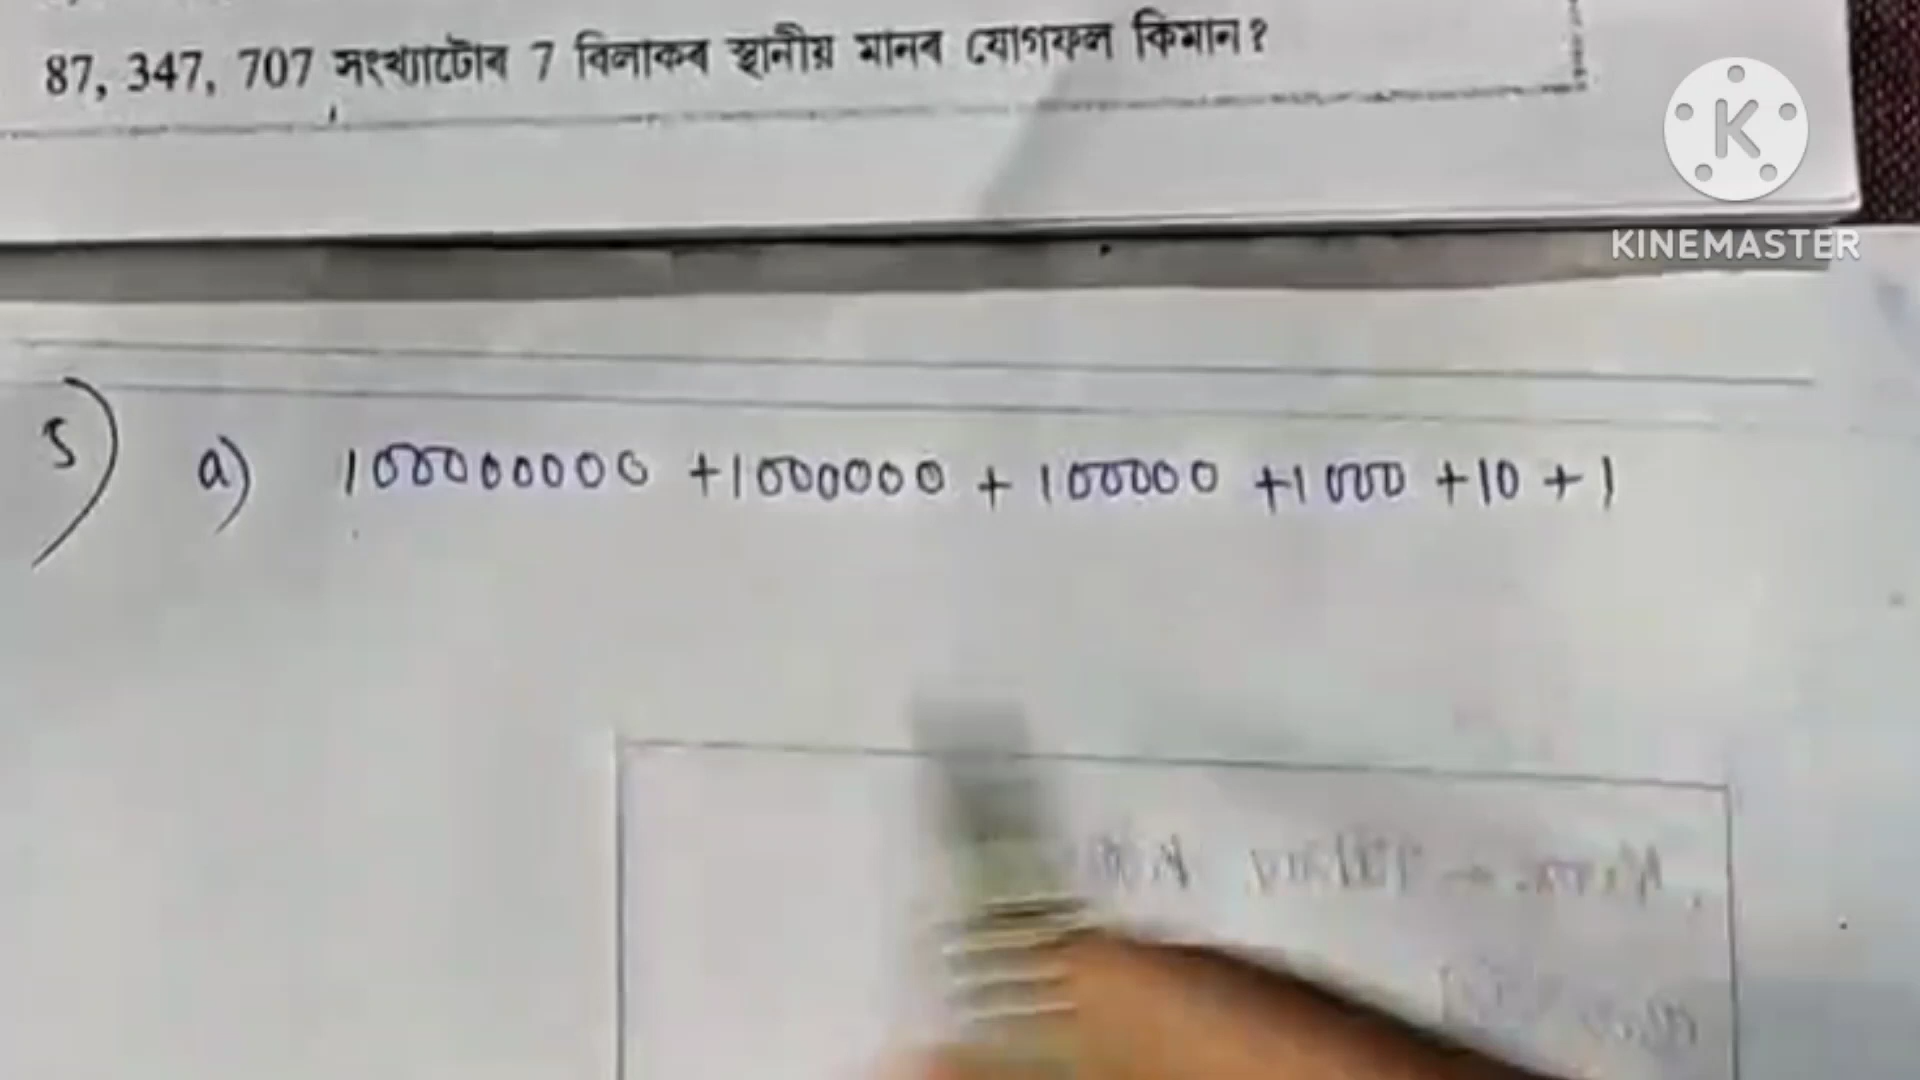 87, 347, 707 সংখ্যাটোৰ 7 বিলাকৰ স্থানীয় মানৰ যোগফল কিমান?
KINEMASTER
5) a) 100000000 +1000000 + 100000 +1000 +10 +1